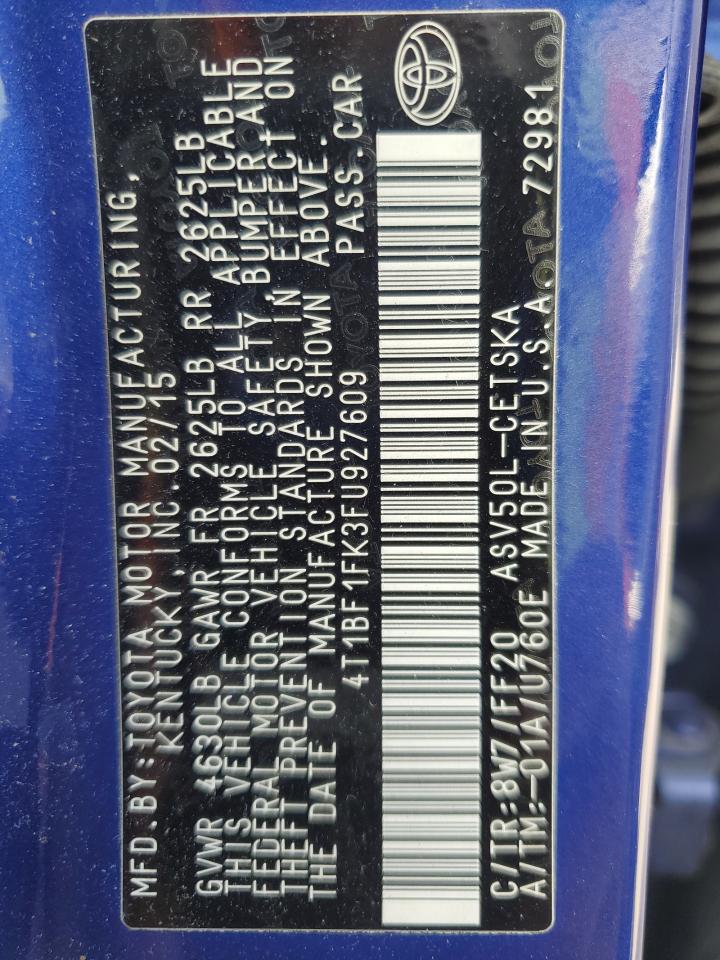 MFD.BY:TOYOTA MOTOR MANUFACTURING,
KENTUCKY, INC. 02/15
GVWR 4630LB GAWR FR 2625LB RR 2625LB
THIS VEHICLE CONFORMS TO ALL APPLICABLE
FEDERAL MOTOR VEHICLE SAFETY, BUMPER, AND
THEFT PREVENTION STANDARDS IN EFFECT ON
THE DATE OF MANUFACTURE SHOWN ABOVE.
4T1BF1FK3FU927609 PASS.CAR
C/TR:8W7/FF20 ASV50L-CETSKA
A/TM:-01A/U760E MADE IN U.S.A. 72981